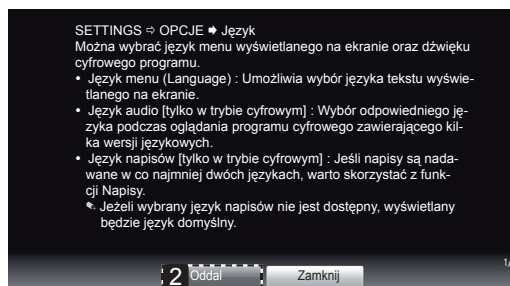 SETTINGS ⇨ OPCJE ➡ Język
Można wybrać język menu wyświetlanego na ekranie oraz dźwięku
cyfrowego programu.
• Język menu (Language) : Umożliwia wybór języka tekstu wyświe-
tlanego na ekranie.
• Język audio [tylko w trybie cyfrowym] : Wybór odpowiedniego ję-
zyka podczas oglądania programu cyfrowego zawierającego kil-
ka wersji językowych.
• Język napisów [tylko w trybie cyfrowym] : Jeśli napisy są nada-
wane w co najmniej dwóch językach, warto skorzystać z funk-
cji Napisy.
✎ Jeżeli wybrany język napisów nie jest dostępny, wyświetlany
będzie język domyślny.
1/
2 Oddal Zamknij